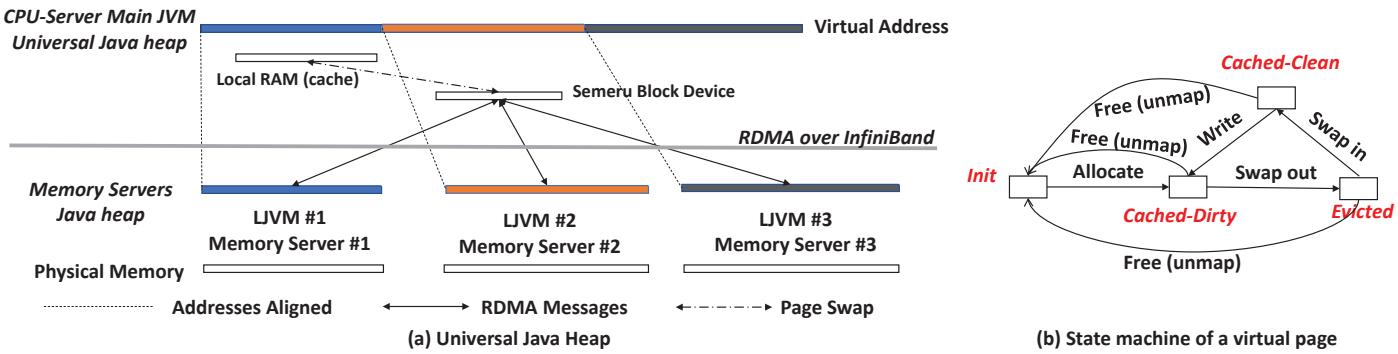 CPU-Server Main JVM
Universal Java heap
Virtual Address
Local RAM (cache)
Semeru Block Device
RDMA over InfiniBand
Memory Servers
Java heap
LJVM #1
Memory Server #1
LJVM #2
Memory Server #2
LJVM #3
Memory Server #3
Physical Memory
Addresses Aligned
RDMA Messages
Page Swap
(a) Universal Java Heap
Cached-Clean
Free (unmap)
Write
Swap in
Free (unmap)
Init
Allocate
Swap out
Cached-Dirty
Evicted
Free (unmap)
(b) State machine of a virtual page